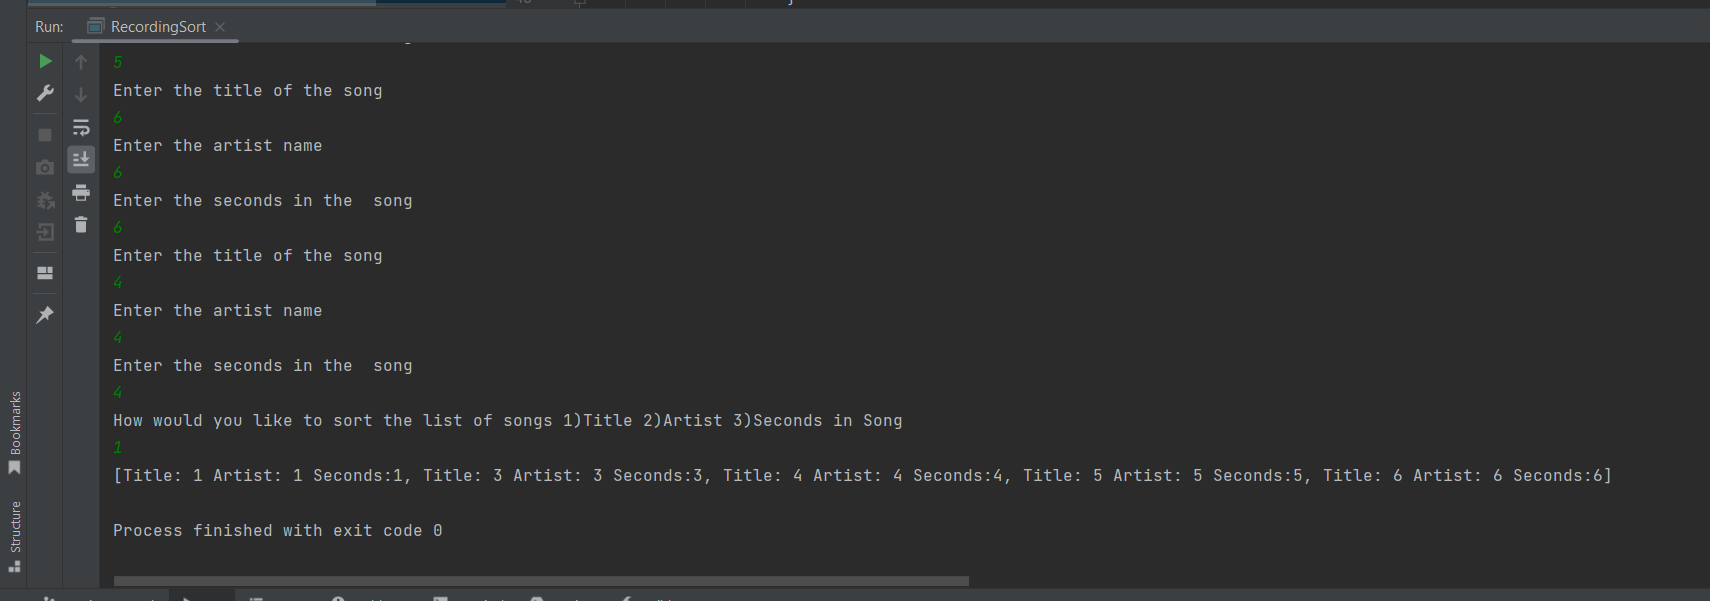 Run: RecordingSort
5
Enter the title of the song
6
Enter the artist name
6
Enter the seconds in the  song
6
Enter the title of the song
4
Enter the artist name
4
Enter the seconds in the  song
4
How would you like to sort the list of songs 1)Title 2)Artist 3)Seconds in Song
1
[Title: 1 Artist: 1 Seconds:1, Title: 3 Artist: 3 Seconds:3, Title: 4 Artist: 4 Seconds:4, Title: 5 Artist: 5 Seconds:5, Title: 6 Artist: 6 Seconds:6]
Process finished with exit code 0
Bookmarks
Structure